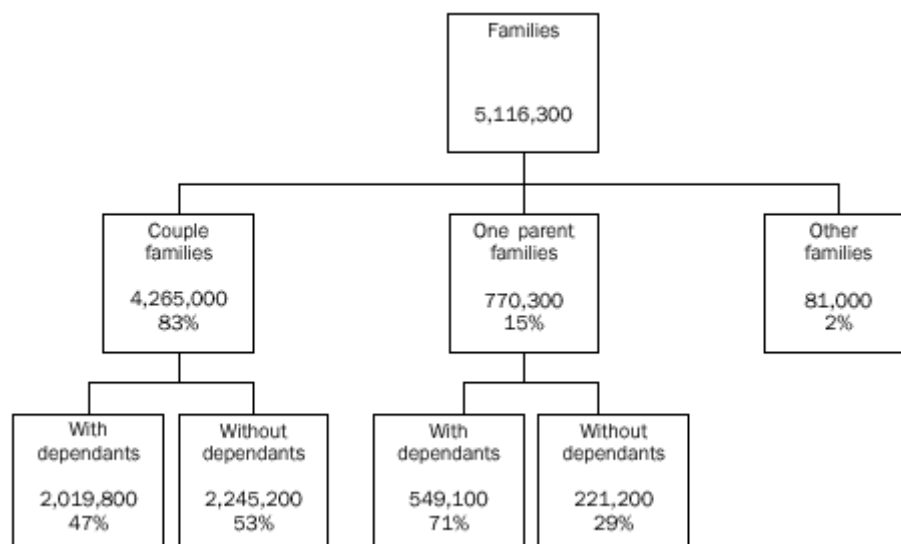 Families
5,116,300
Couple
families
4,265,000
83%
One parent
families
770,300
15%
Other
families
81,000
2%
With
dependants
2,019,800
47%
Without
dependants
2,245,200
53%
With
dependants
549,100
71%
Without
dependants
221,200
29%